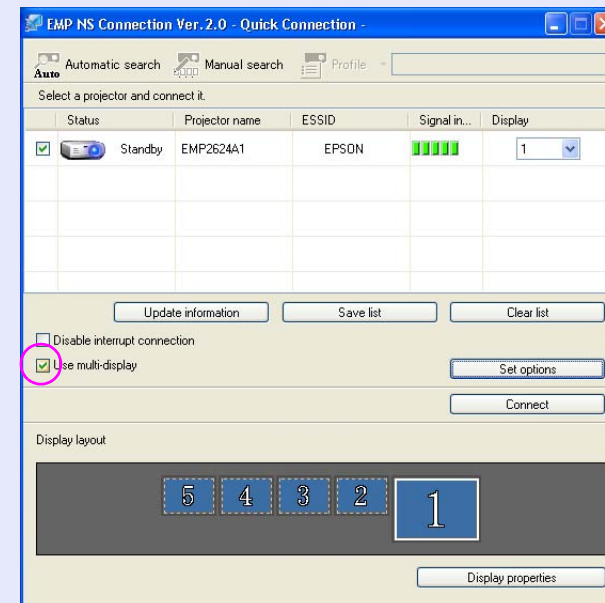 EMP NS Connection Ver.2.0 - Quick Connection -
Auto Automatic search Manual search Profile
Select a projector and connect it.
Status Projector name ESSID Signal in... Display
Standby EMP2624A1 EPSON 1
Update information Save list Clear list
Disable interrupt connection
Use multi-display
Set options
Connect
Display layout
5 4 3 2 1
Display properties